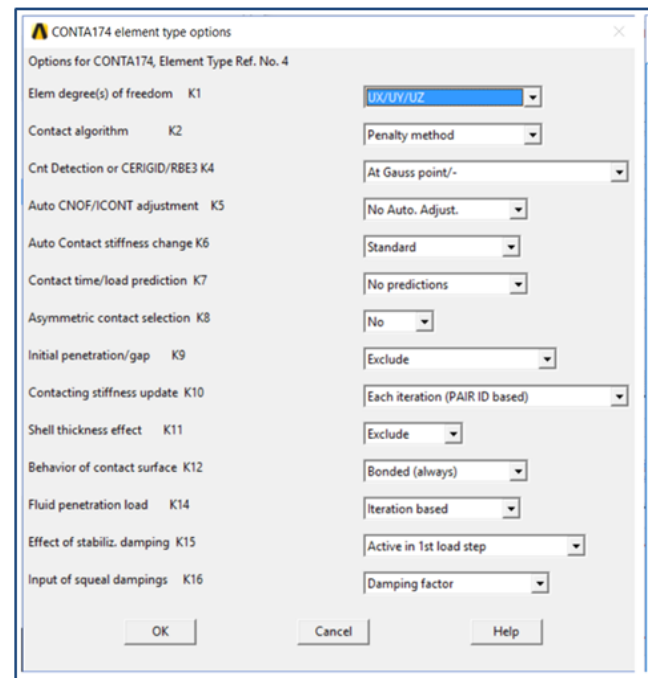 CONTA174 element type options
Options for CONTA174, Element Type Ref. No. 4
Elem degree(s) of freedom K1 UX/UY/UZ
Contact algorithm K2 Penalty method
Cnt Detection or CERIGID/RBE3 K4 At Gauss point/-
Auto CNOF/ICONT adjustment K5 No Auto. Adjust.
Auto Contact stiffness change K6 Standard
Contact time/load prediction K7 No predictions
Asymmetric contact selection K8 No
Initial penetration/gap K9 Exclude
Contacting stiffness update K10 Each iteration (PAIR ID based)
Shell thickness effect K11 Exclude
Behavior of contact surface K12 Bonded (always)
Fluid penetration load K14 Iteration based
Effect of stabiliz. damping K15 Active in 1st load step
Input of squeal dampings K16 Damping factor
OK Cancel Help